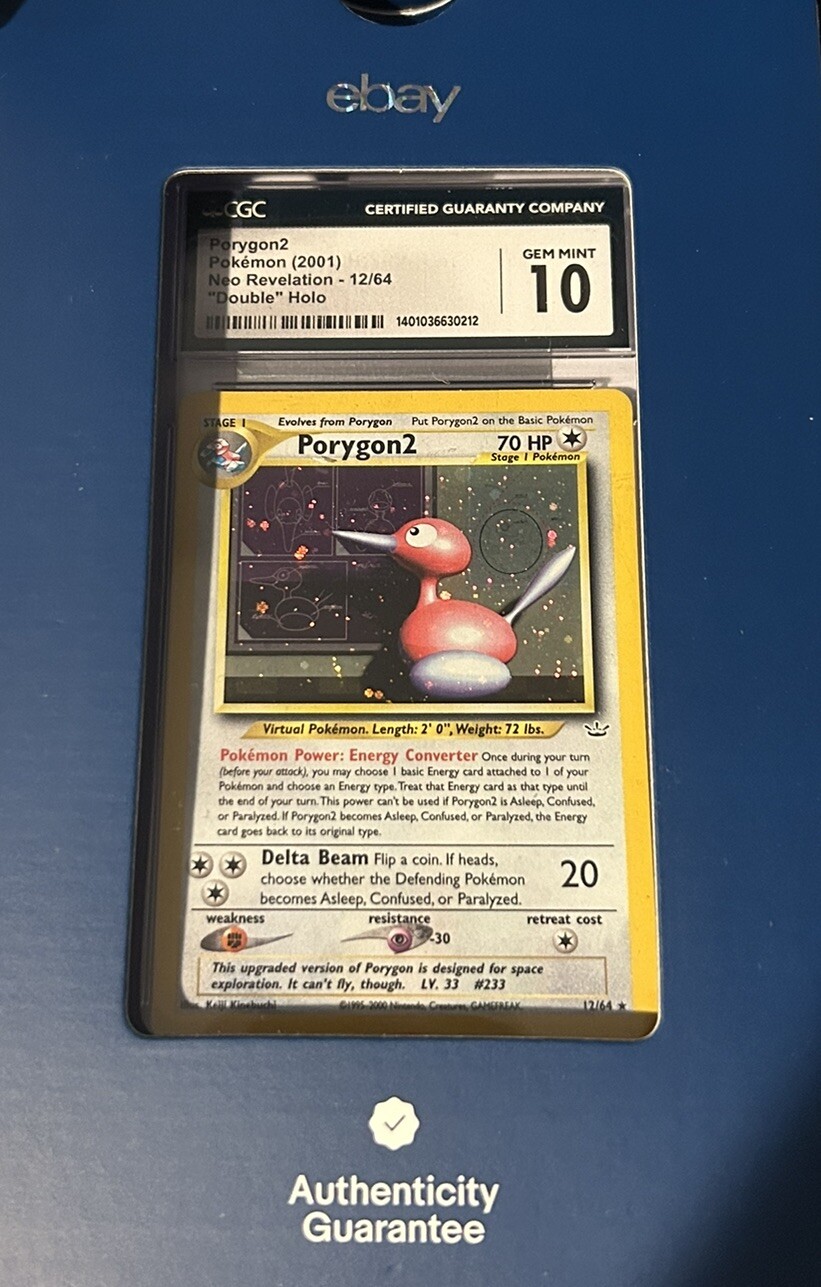 ebay
CGC CERTIFIED GUARANTY COMPANY
Porygon2
Pokémon (2001)
Neo Revelation - 12/64
"Double" Holo
GEM MINT
10
1401036630212
STAGE 1 Evolves from Porygon Put Porygon2 on the Basic Pokémon
Porygon2 70 HP
Stage 1 Pokémon
Virtual Pokémon. Length: 2' 0", Weight: 72 lbs.
Pokémon Power: Energy Converter Once during your turn
(before your attack), you may choose 1 basic Energy card attached to 1 of your
Pokémon and choose an Energy type. Treat that Energy card as that type until
the end of your turn. This power can't be used if Porygon2 is Asleep, Confused,
or Paralyzed. If Porygon2 becomes Asleep, Confused, or Paralyzed, the Energy
card goes back to its original type.
Delta Beam Flip a coin. If heads,
choose whether the Defending Pokémon
becomes Asleep, Confused, or Paralyzed.
20
weakness resistance retreat cost
-30
This upgraded version of Porygon is designed for space
exploration. It can't fly, though. LV. 33 #233
Illus. Keiji Kinebuchi ©1995-2000 Nintendo, Creatures, GAMEFREAK. 12/64 ★
Authenticity
Guarantee